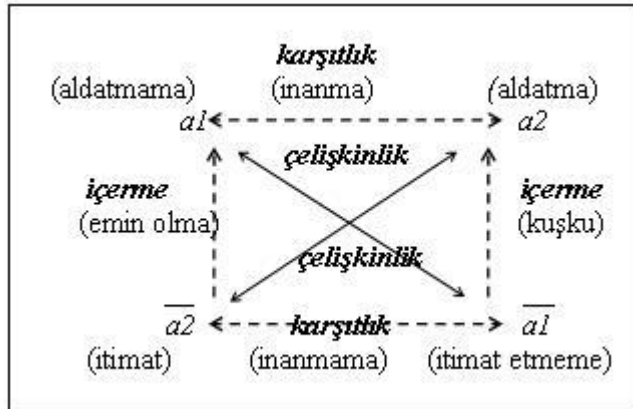 karşıtlık
(aldatmama) (inanma) (aldatma)
a1 a2
çelişkinlik
içerme içerme
(emin olma) (kuşku)
çelişkinlik
a2 karşıtlık a1
(itimat) (inanmama) (itimat etmeme)